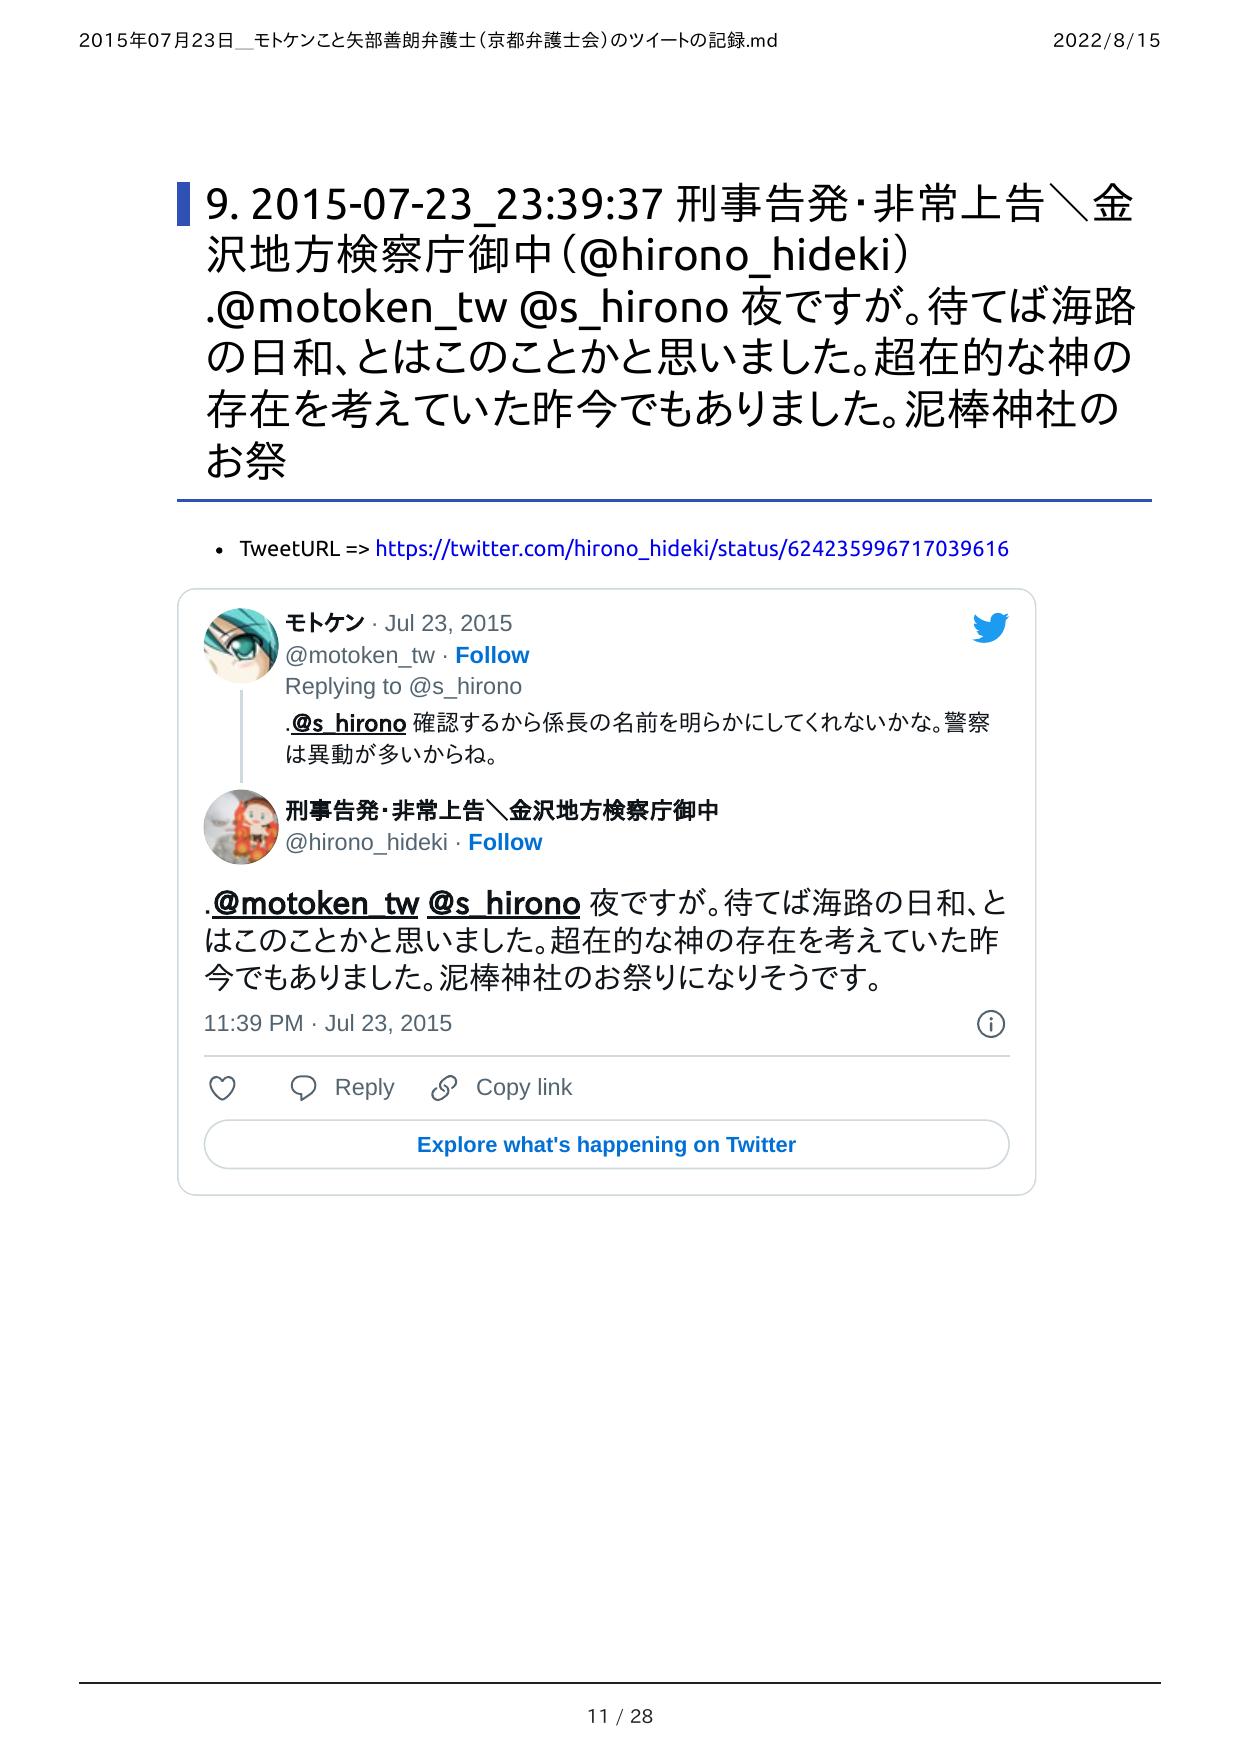 2015年07月23日__モトケンこと矢部善朗弁護士（京都弁護士会）のツイートの記録.md 2022/8/15
9. 2015-07-23_23:39:37 刑事告発・非常上告＼金
沢地方検察庁御中（@hirono_hideki）
.@motoken_tw @s_hirono 夜ですが。待てば海路
の日和、とはこのことかと思いました。超在的な神の
存在を考えていた昨今でもありました。泥棒神社の
お祭
• TweetURL => https://twitter.com/hirono_hideki/status/624235996717039616
モトケン · Jul 23, 2015
@motoken_tw · Follow
Replying to @s_hirono
.@s_hirono 確認するから係長の名前を明らかにしてくれないかな。警察
は異動が多いからね。
刑事告発・非常上告＼金沢地方検察庁御中
@hirono_hideki · Follow
.@motoken_tw @s_hirono 夜ですが。待てば海路の日和、と
はこのことかと思いました。超在的な神の存在を考えていた昨
今でもありました。泥棒神社のお祭りになりそうです。
11:39 PM · Jul 23, 2015
Reply Copy link
Explore what's happening on Twitter
11 / 28